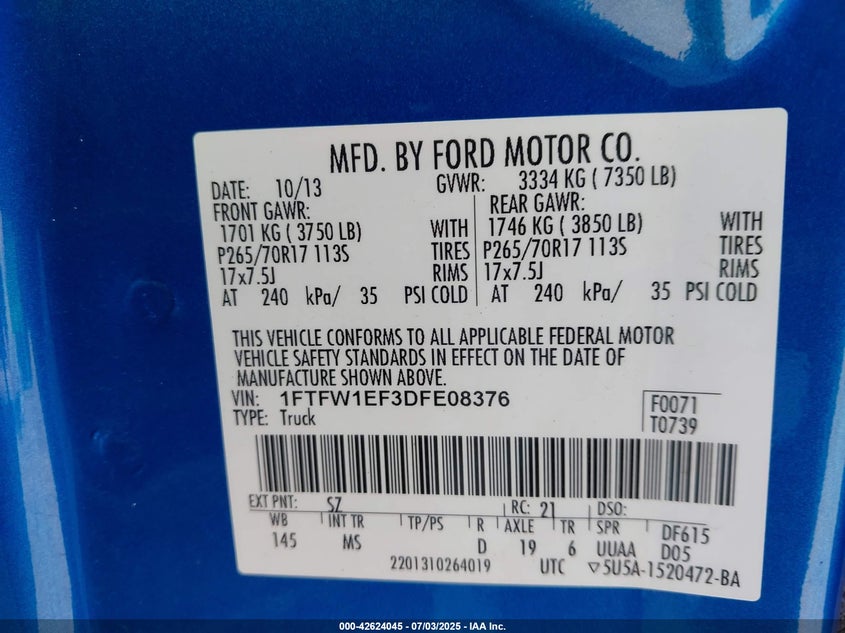 MFD. BY FORD MOTOR CO.
DATE: 10/13 GVWR: 3334 KG ( 7350 LB)
FRONT GAWR: REAR GAWR:
1701 KG ( 3750 LB) WITH 1746 KG ( 3850 LB) WITH
P265/70R17 113S TIRES P265/70R17 113S TIRES
17x7.5J RIMS 17x7.5J RIMS
AT 240 kPa/ 35 PSI COLD AT 240 kPa/ 35 PSI COLD
THIS VEHICLE CONFORMS TO ALL APPLICABLE FEDERAL MOTOR
VEHICLE SAFETY STANDARDS IN EFFECT ON THE DATE OF
MANUFACTURE SHOWN ABOVE.
VIN: 1FTFW1EF3DFE08376 F0071
TYPE: Truck T0739
EXT PNT: SZ RC: 21 DSO:
WB INT TR TP/PS R AXLE TR SPR DF615
145 MS D 19 6 UUAA D05
2201310264019 UTC ▽5U5A-1520472-BA
000-42624045 - 07/03/2025 - IAA Inc.